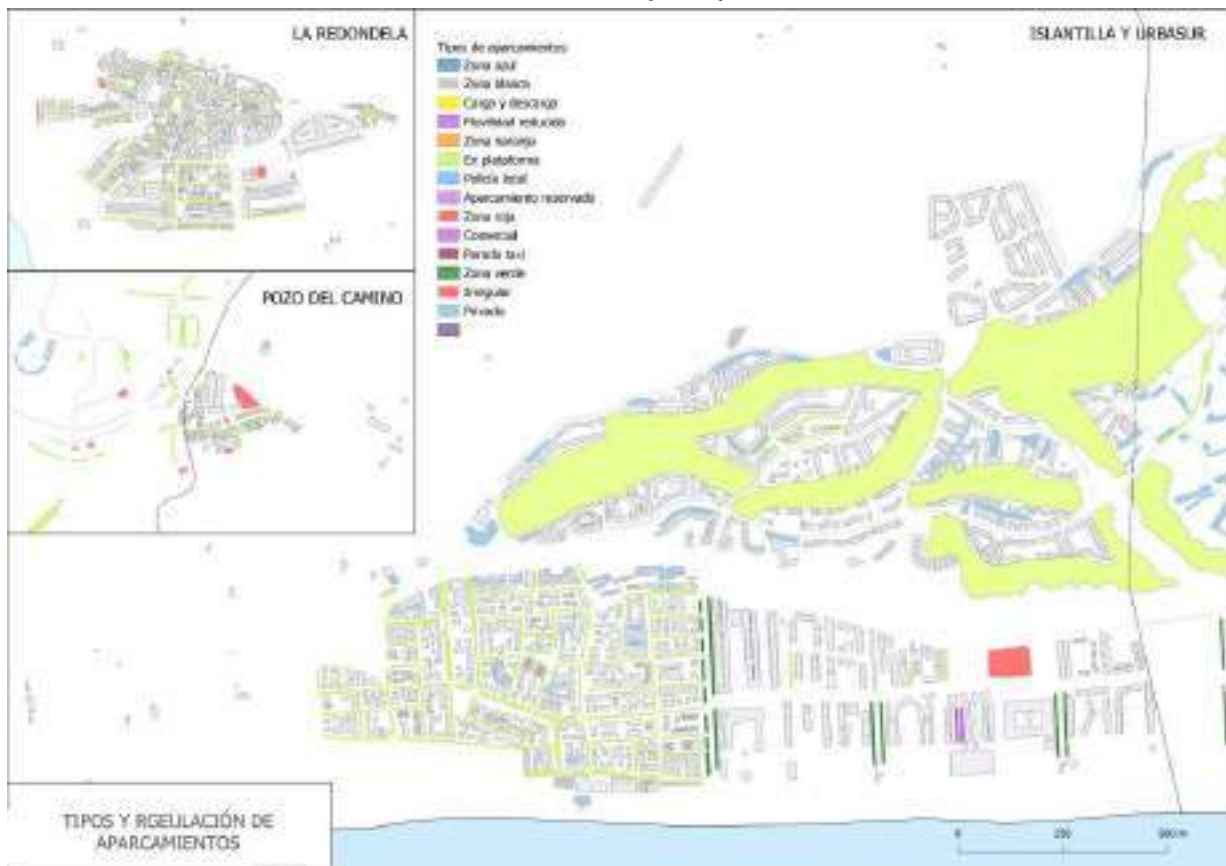 LA REDONDELA
ISLANTILLA Y URBASUR
Tipos de aparcamientos
Zona azul
Zona blanca
Carga y descarga
Movilidad reducida
Zona naranja
En plataforma
Policía local
Aparcamiento reservado
Zona roja
Comercial
Parada taxi
Zona verde
Irregular
Privado
POZO DEL CAMINO
TIPOS Y RGEULACIÓN DE
APARCAMIENTOS
0 250 500 m